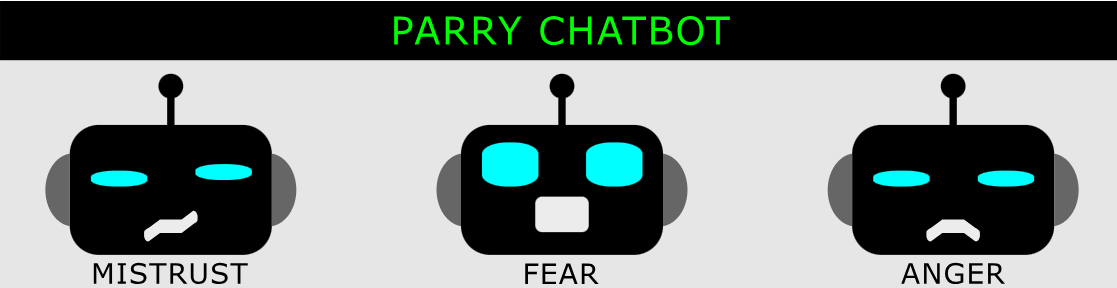 PARRY CHATBOT
MISTRUST
FEAR
ANGER